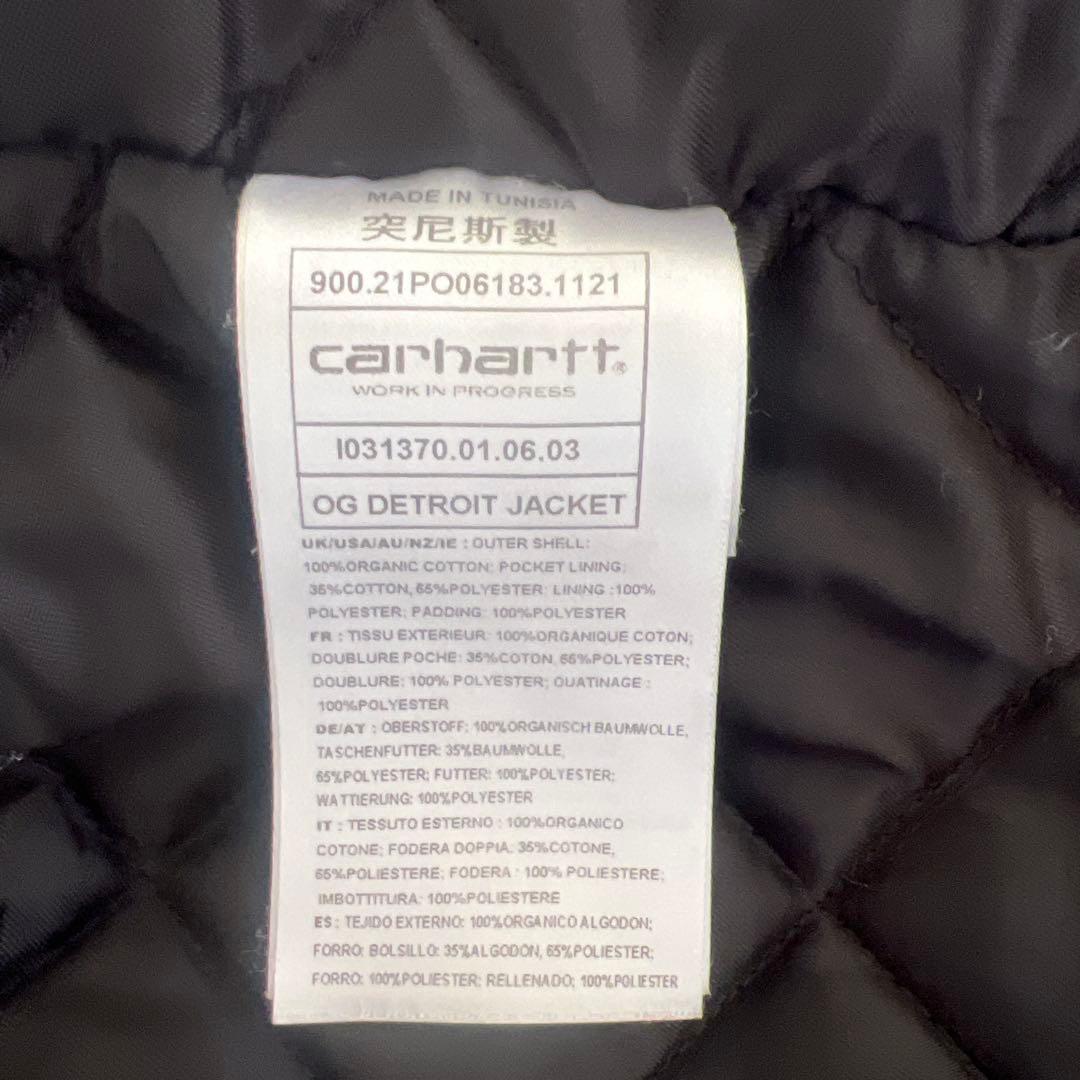 MADE IN TUNISIA
突尼斯製
900.21PO06183.1121
carhartt®
WORK IN PROGRESS
I031370.01.06.03
OG DETROIT JACKET
UK/USA/AU/NZ/IE : OUTER SHELL:
100%ORGANIC COTTON; POCKET LINING:
35%COTTON, 65%POLYESTER; LINING :100%
POLYESTER; PADDING: 100%POLYESTER
FR : TISSU EXTERIEUR: 100%ORGANIQUE COTON;
DOUBLURE POCHE: 35%COTON, 65%POLYESTER;
DOUBLURE: 100% POLYESTER; OUATINAGE :
100%POLYESTER
DE/AT : OBERSTOFF: 100%ORGANISCH BAUMWOLLE,
TASCHENFUTTER: 35%BAUMWOLLE,
65%POLYESTER; FUTTER: 100%POLYESTER;
WATTIERUNG: 100%POLYESTER
IT : TESSUTO ESTERNO : 100%ORGANICO
COTONE; FODERA DOPPIA: 35%COTONE,
65%POLIESTERE; FODERA : 100% POLIESTERE;
IMBOTTITURA: 100%POLIESTERE
ES : TEJIDO EXTERNO: 100%ORGANICO ALGODON;
FORRO: BOLSILLO: 35%ALGODON, 65%POLIESTER;
FORRO: 100%POLIESTER; RELLENADO: 100%POLIESTER